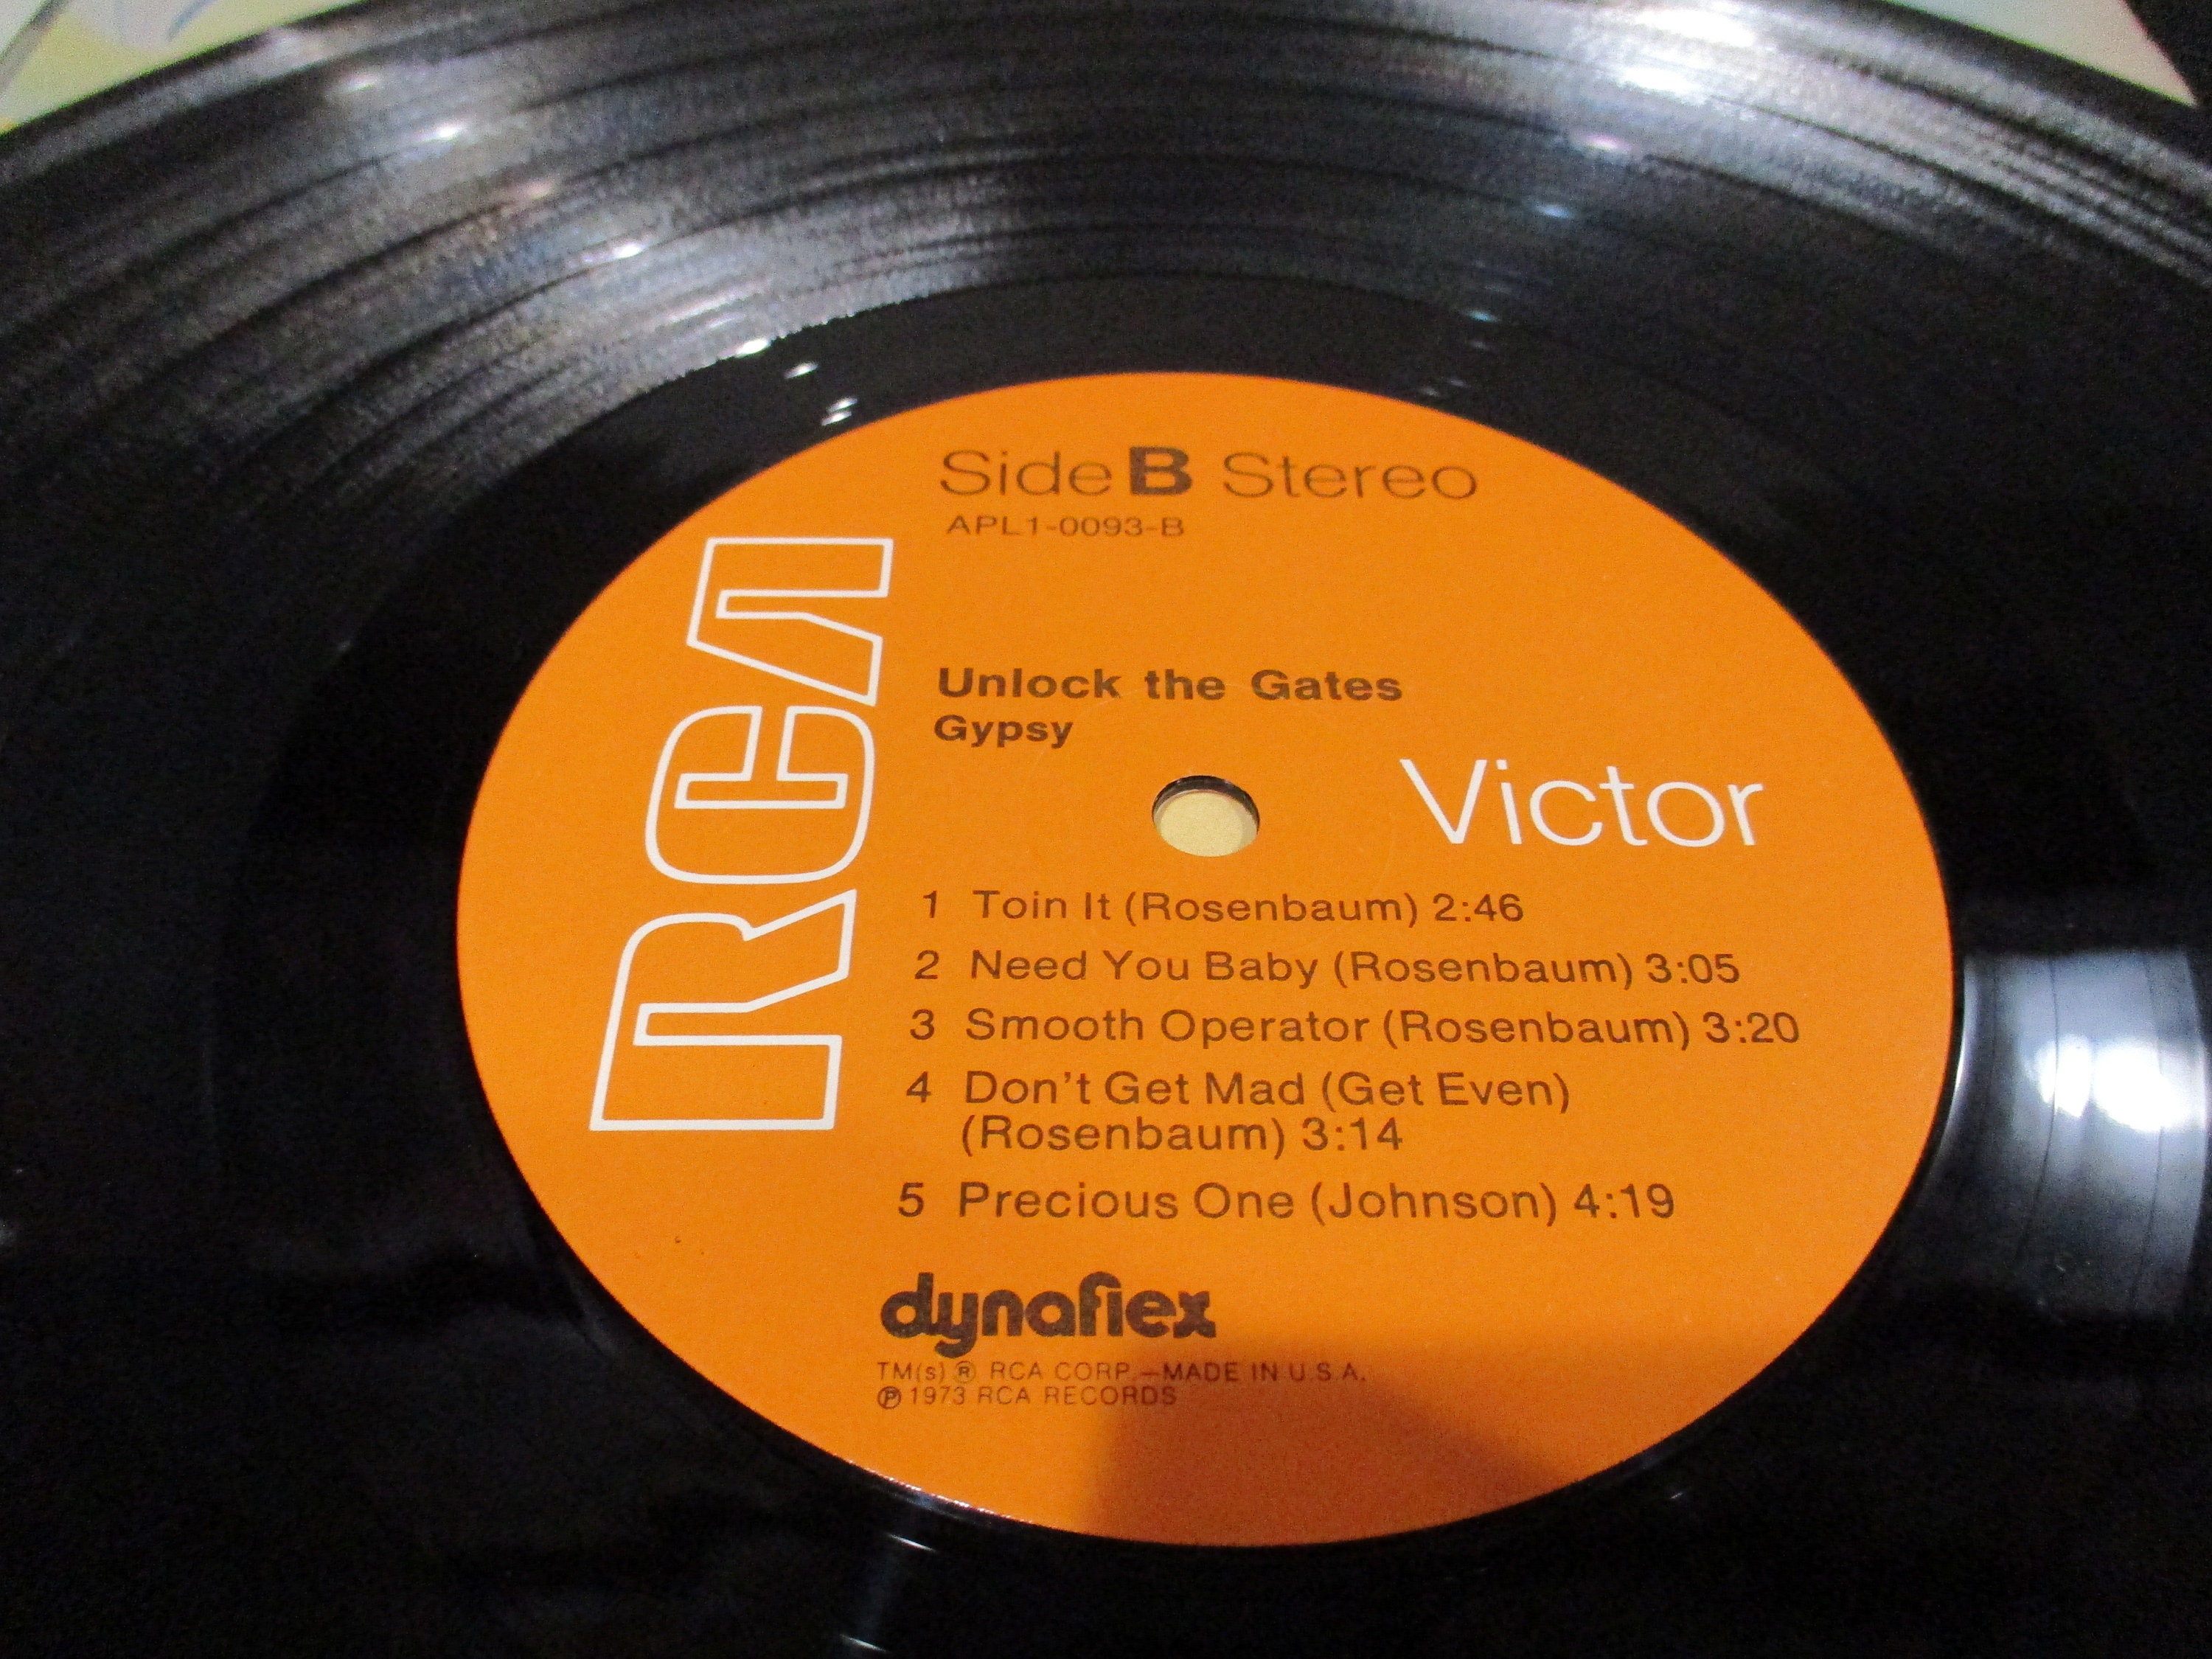 Side B Stereo
APL1-0093-B
RCA
Unlock the Gates
Gypsy
Victor
1 Toin It (Rosenbaum) 2:46
2 Need You Baby (Rosenbaum) 3:05
3 Smooth Operator (Rosenbaum) 3:20
4 Don't Get Mad (Get Even)
(Rosenbaum) 3:14
5 Precious One (Johnson) 4:19
dynaflex
TM(s) ® RCA CORP.—MADE IN U.S.A.
℗ 1973 RCA RECORDS